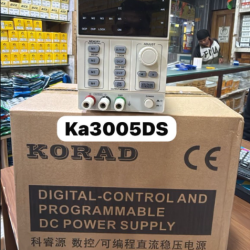 Ka3005DS
KORAD
CE
DIGITAL-CONTROL AND
PROGRAMMABLE
DC POWER SUPPLY
科睿源 数控/可编程直流稳压电源